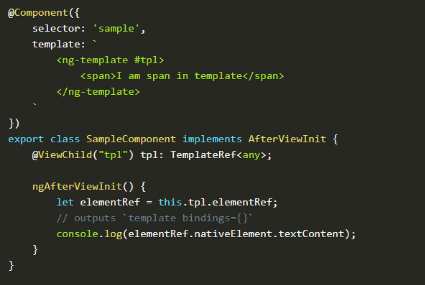 @Component({
    selector: 'sample',
    template: `
        <ng-template #tpl>
            <span>I am span in template</span>
        </ng-template>
    `
})
export class SampleComponent implements AfterViewInit {
    @ViewChild("tpl") tpl: TemplateRef<any>;

    ngAfterViewInit() {
        let elementRef = this.tpl.elementRef;
        // outputs `template bindings={}`
        console.log(elementRef.nativeElement.textContent);
    }
}